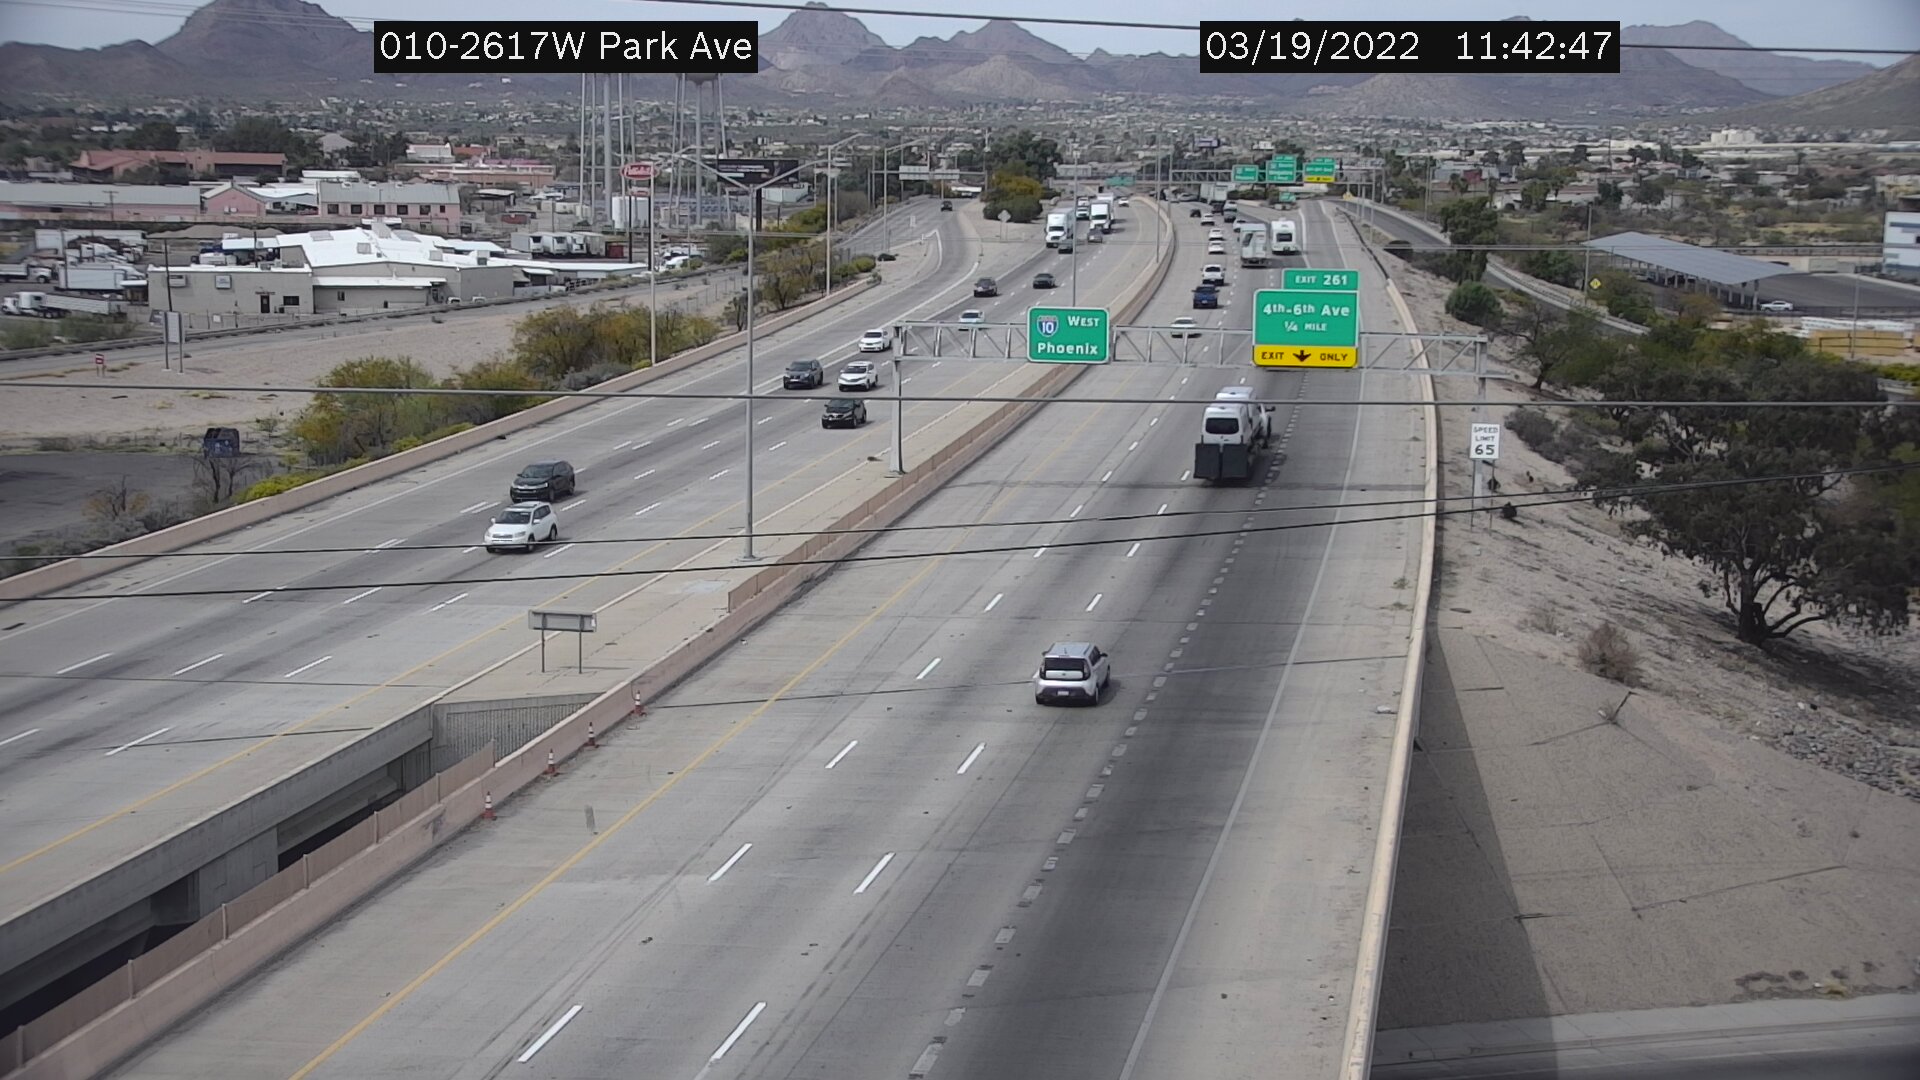 010-2617W Park Ave
03/19/2022 11:42:47
EXIT 261
10 WEST
Phoenix
4th-6th Ave
1/4 MILE
EXIT ONLY
SPEED
LIMIT
65